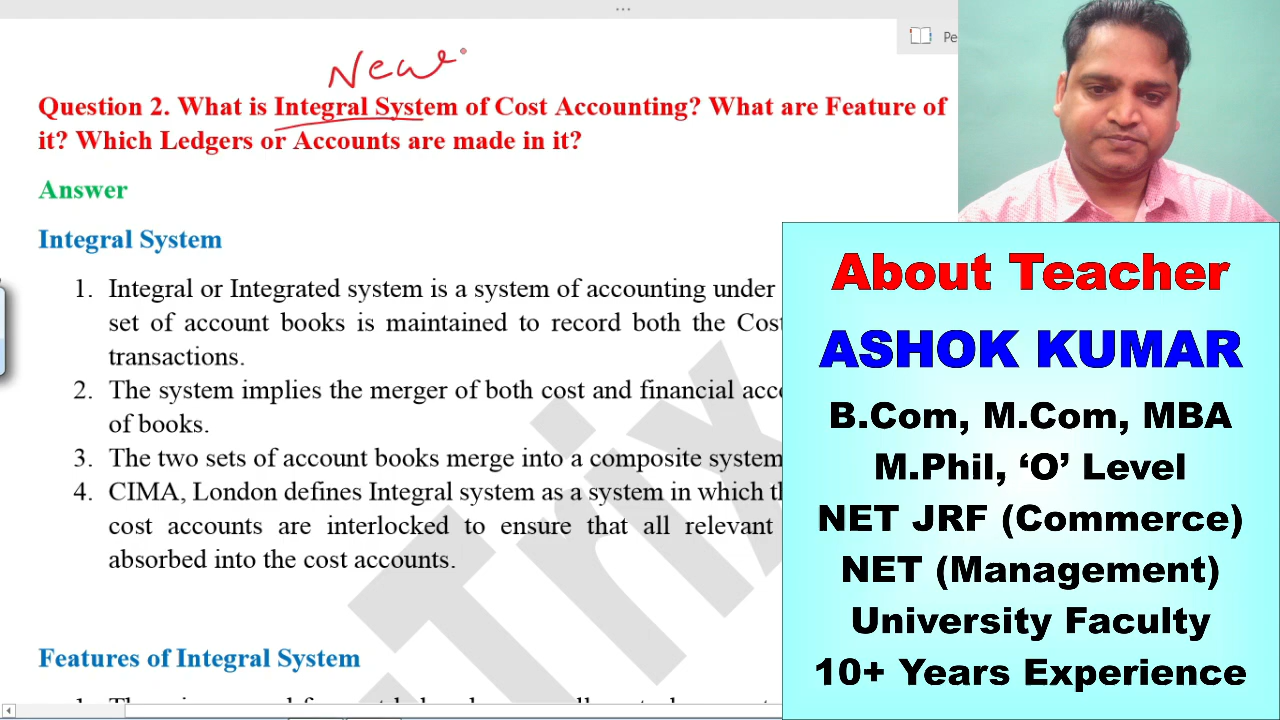 New
Pe
Question 2. What is Integral System of Cost Accounting? What are Feature of
it? Which Ledgers or Accounts are made in it?
Answer
Integral System
1. Integral or Integrated system is a system of accounting under
set of account books is maintained to record both the Cost
transactions.
2. The system implies the merger of both cost and financial acco
of books.
3. The two sets of account books merge into a composite system
4. CIMA, London defines Integral system as a system in which th
cost accounts are interlocked to ensure that all relevant
absorbed into the cost accounts.
Features of Integral System
Trix
About Teacher
ASHOK KUMAR
B.Com, M.Com, MBA
M.Phil, ‘O’ Level
NET JRF (Commerce)
NET (Management)
University Faculty
10+ Years Experience